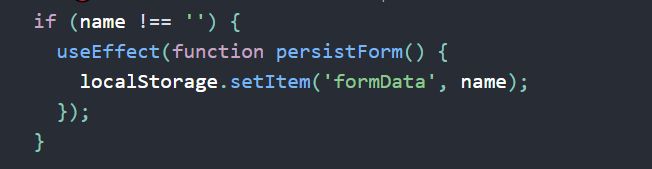 if (name !== '') {
useEffect(function persistForm() {
localStorage.setItem('formData', name);
});
}